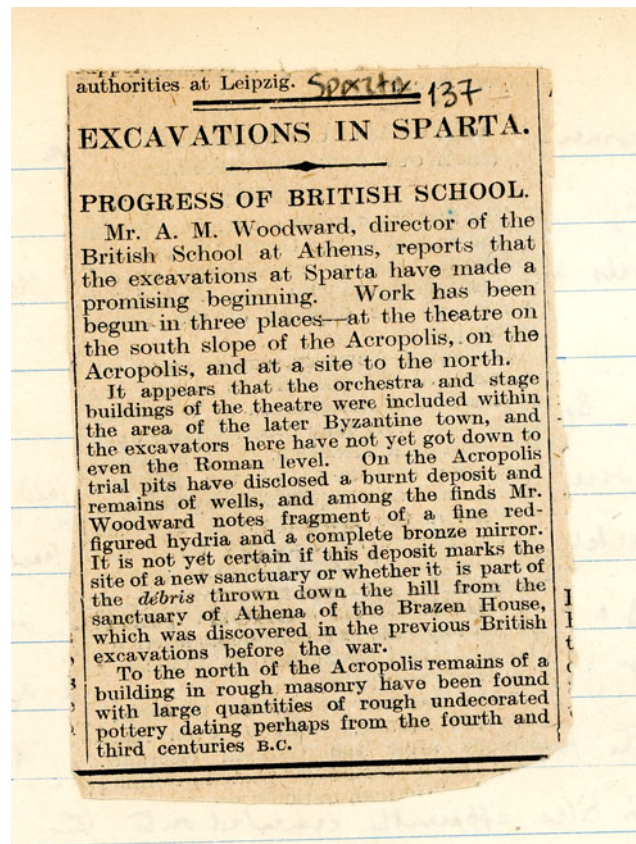 authorities at Leipzig. Sparta 137
EXCAVATIONS IN SPARTA.
PROGRESS OF BRITISH SCHOOL.
Mr. A. M. Woodward, director of the
British School at Athens, reports that
the excavations at Sparta have made a
promising beginning. Work has been
begun in three places—at the theatre on
the south slope of the Acropolis, on the
Acropolis, and at a site to the north.
It appears that the orchestra and stage
buildings of the theatre were included within
the area of the later Byzantine town, and
the excavators here have not yet got down to
even the Roman level. On the Acropolis
trial pits have disclosed a burnt deposit and
remains of wells, and among the finds Mr.
Woodward notes fragment of a fine red-
figured hydria and a complete bronze mirror.
It is not yet certain if this deposit marks the
site of a new sanctuary or whether it is part of
the débris thrown down the hill from the
sanctuary of Athena of the Brazen House,
which was discovered in the previous British
excavations before the war.
To the north of the Acropolis remains of a
building in rough masonry have been found
with large quantities of rough undecorated
pottery dating perhaps from the fourth and
third centuries B.C.